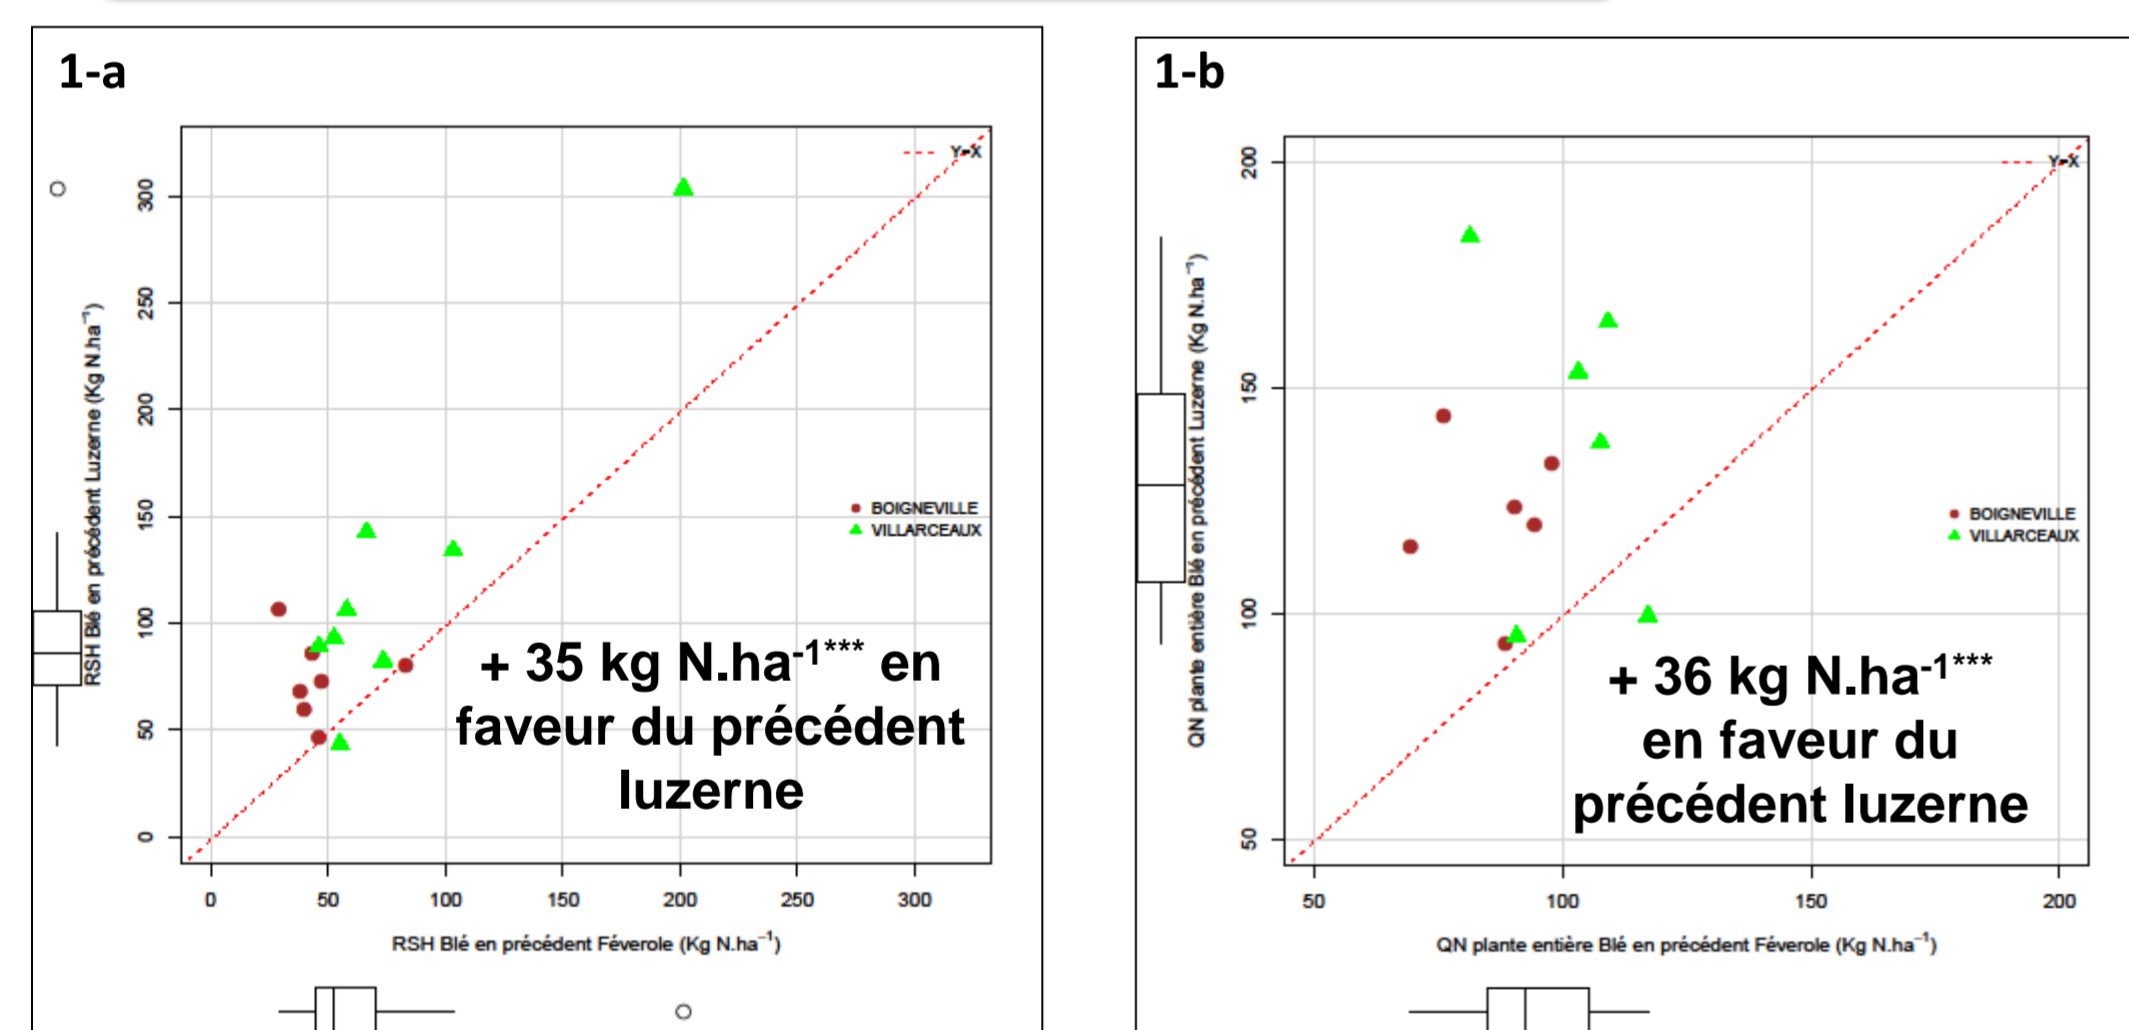 1-a
Y=X
300
250
200
150
100
50
0
RSH Blé en précédent Luzerne (Kg N.ha⁻¹)
BOIGNEVILLE
VILLARCEAUX
+ 35 kg N.ha⁻¹*** en
faveur du précédent
luzerne
0 50 100 150 200 250 300
RSH Blé en précédent Féverole (Kg N.ha⁻¹)
1-b
Y=X
200
150
100
50
QN plante entière Blé en précédent Luzerne (Kg N.ha⁻¹)
BOIGNEVILLE
VILLARCEAUX
+ 36 kg N.ha⁻¹***
en faveur du
précédent luzerne
50 100 150 200
QN plante entière Blé en précédent Féverole (Kg N.ha⁻¹)